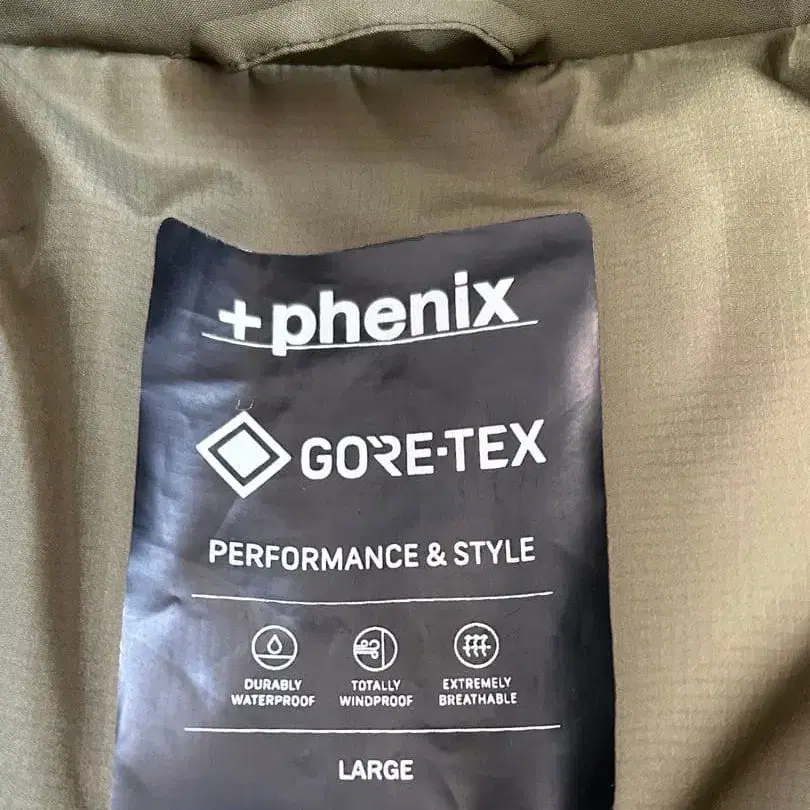 +phenix
GORE-TEX
PERFORMANCE & STYLE
DURABLY WATERPROOF
TOTALLY WINDPROOF
EXTREMELY BREATHABLE
LARGE